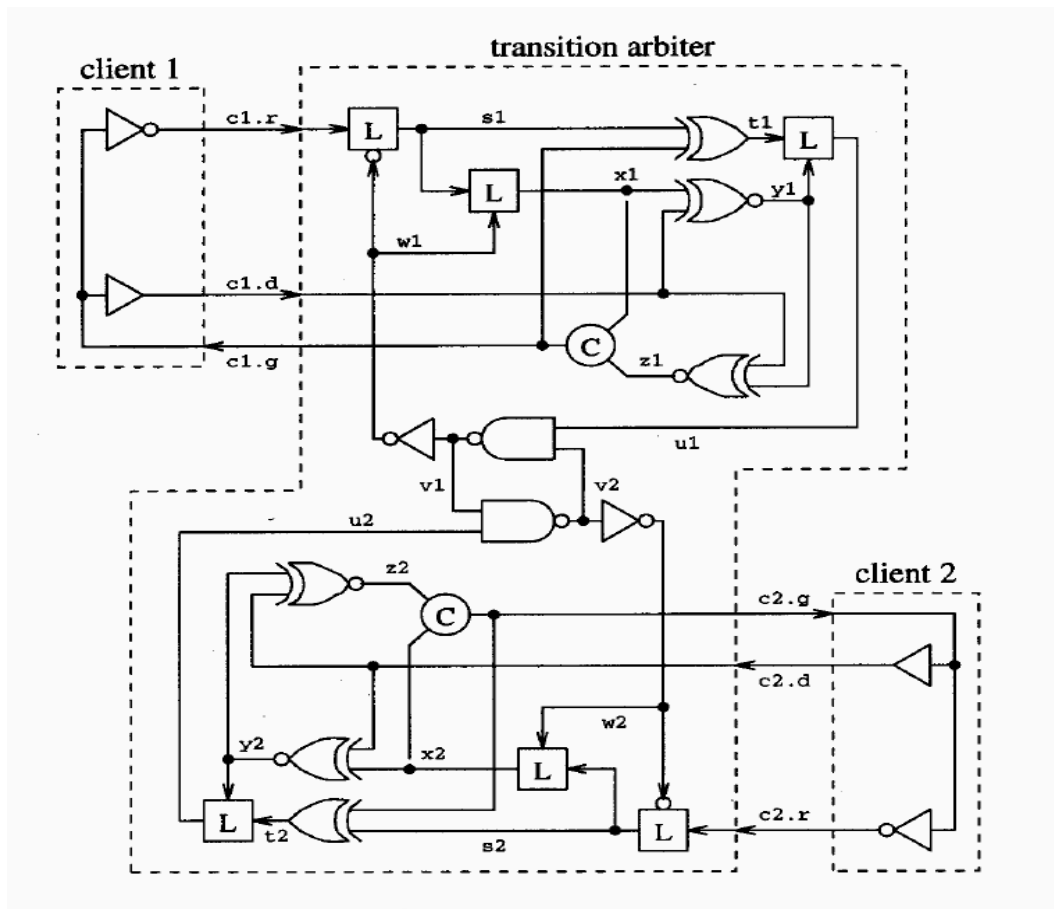 transition arbiter
client 1
c1.r
L
s1
t1
L
L
x1
y1
w1
c1.d
c1.g
C
z1
u1
v1
v2
u2
z2
C
client 2
c2.g
c2.d
w2
y2
x2
L
L
t2
s2
L
c2.r